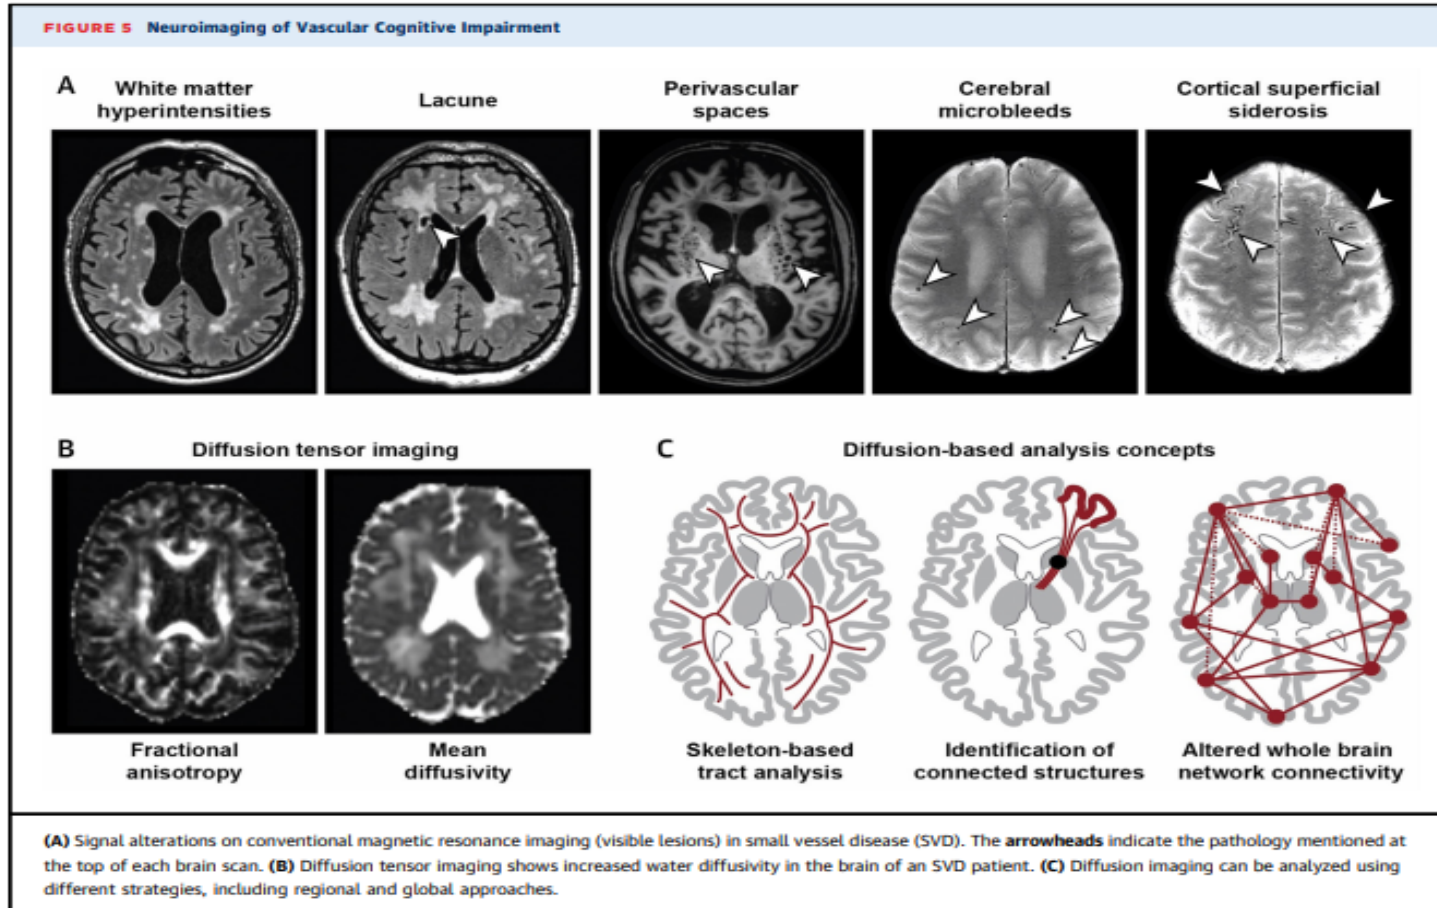 FIGURE 5 Neuroimaging of Vascular Cognitive Impairment
A
White matter
hyperintensities
Lacune
Perivascular
spaces
Cerebral
microbleeds
Cortical superficial
siderosis
B
Diffusion tensor imaging
Fractional
anisotropy
Mean
diffusivity
C
Diffusion-based analysis concepts
Skeleton-based
tract analysis
Identification of
connected structures
Altered whole brain
network connectivity
(A) Signal alterations on conventional magnetic resonance imaging (visible lesions) in small vessel disease (SVD). The arrowheads indicate the pathology mentioned at
the top of each brain scan. (B) Diffusion tensor imaging shows increased water diffusivity in the brain of an SVD patient. (C) Diffusion imaging can be analyzed using
different strategies, including regional and global approaches.